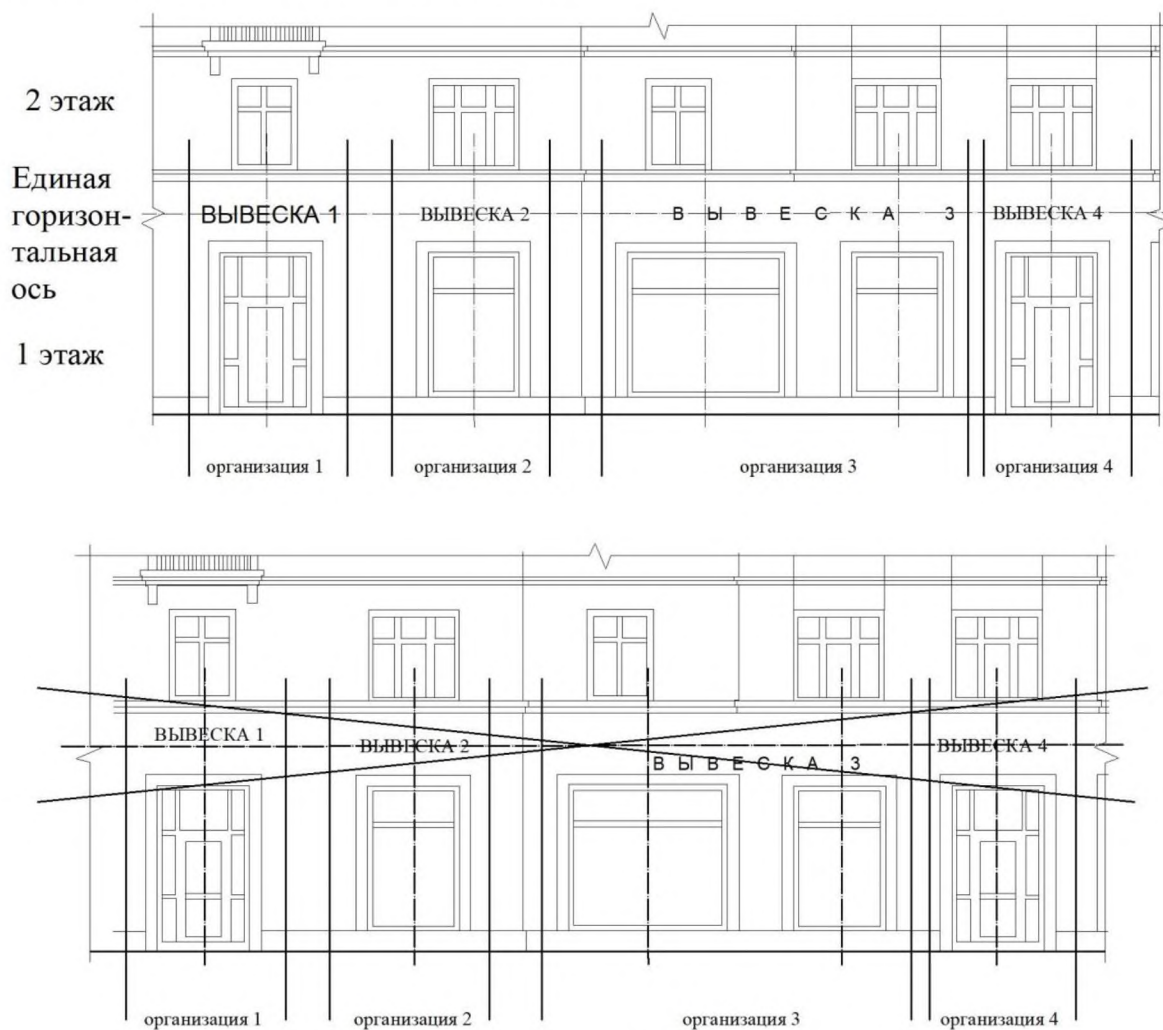 2 этаж
Единая
горизон-
тальная
ось
1 этаж
ВЫВЕСКА 1
ВЫВЕСКА 2
В Ы В Е С К А 3
ВЫВЕСКА 4
организация 1
организация 2
организация 3
организация 4
ВЫВЕСКА 1
ВЫВЕСКА 2
В Ы В Е С К А 3
ВЫВЕСКА 4
организация 1
организация 2
организация 3
организация 4